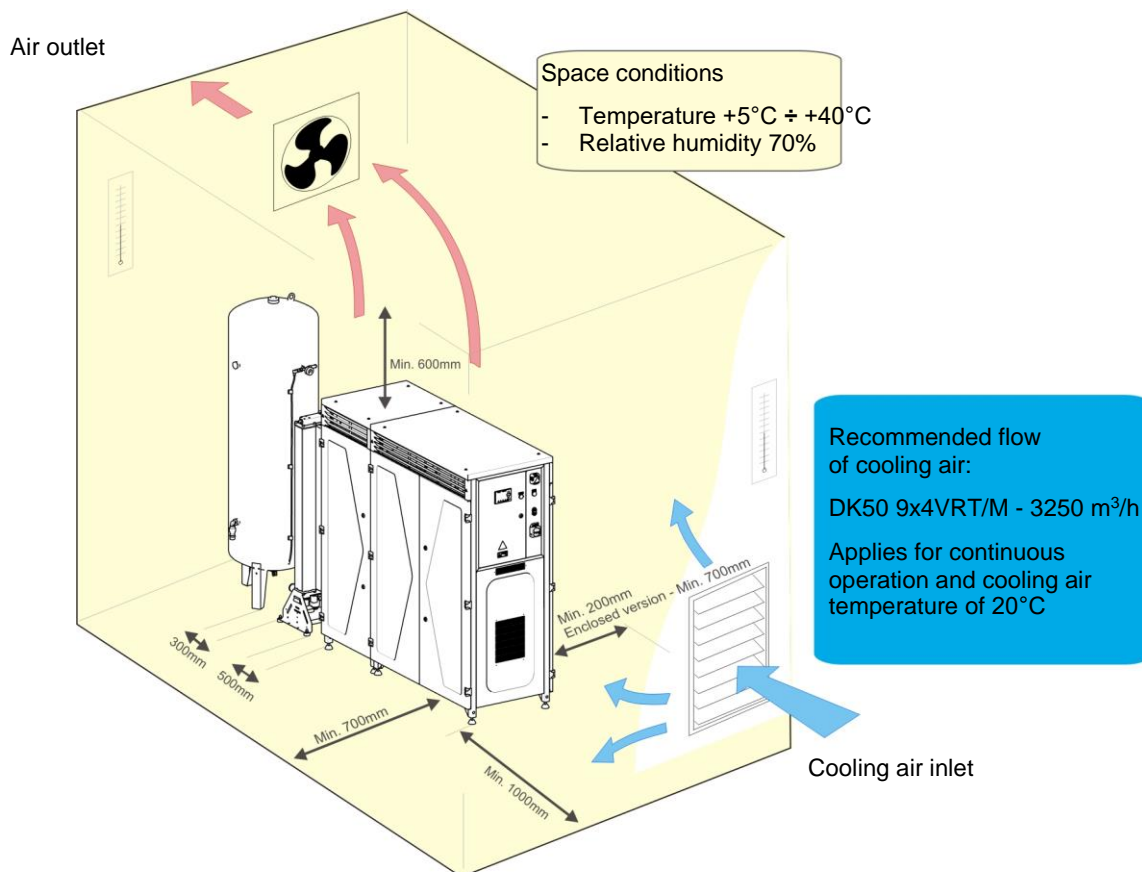 Air outlet
Space conditions
- Temperature +5°C ÷ +40°C
- Relative humidity 70%
Min. 600mm
Recommended flow
of cooling air:
DK50 9x4VRT/M - 3250 m³/h
Applies for continuous
operation and cooling air
temperature of 20°C
Min. 200mm
Enclosed version - Min. 700mm
300mm
500mm
Min. 700mm
Min. 1000mm
Cooling air inlet